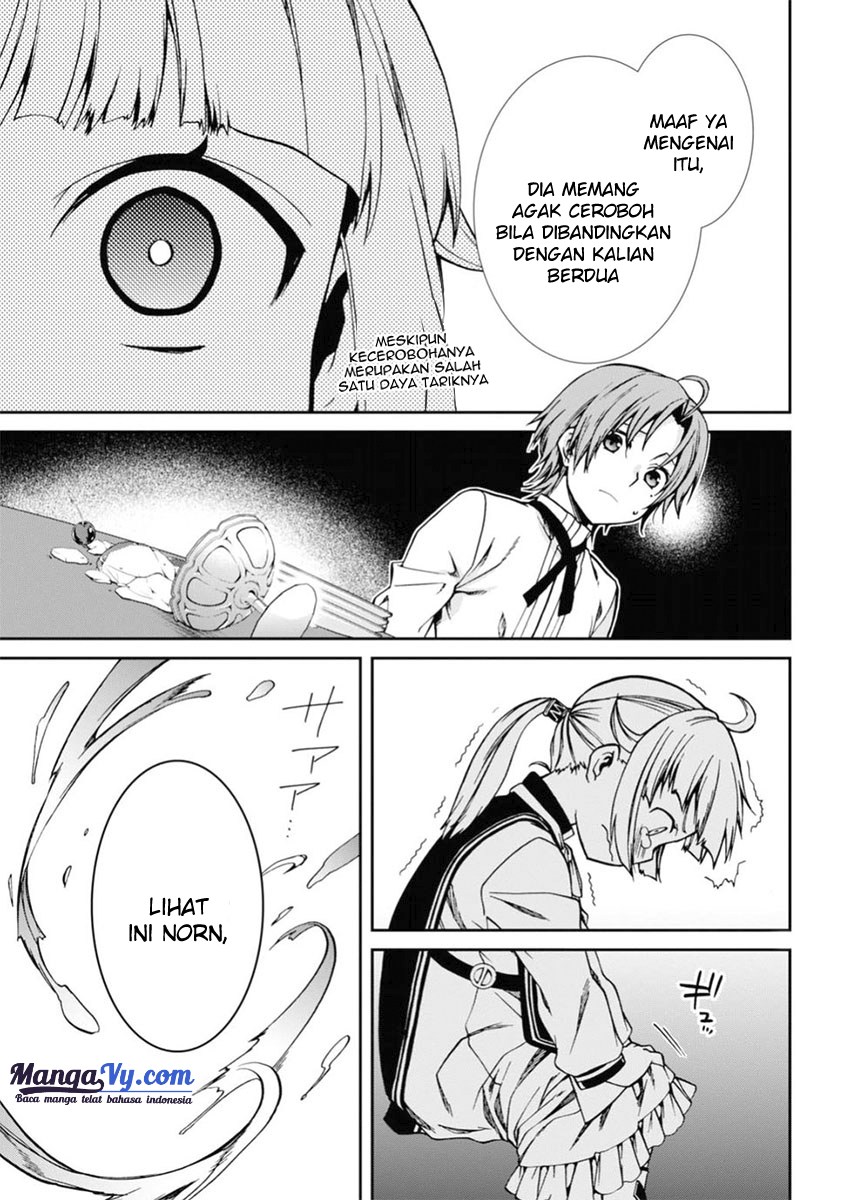 MAAF YA
MENGENAI
ITU,
DIA MEMANG
AGAK CEROBOH
BILA DIBANDINGKAN
DENGAN KALIAN
BERDUA
MESKIPUN
KECEROBOHANYA
MERUPAKAN SALAH
SATU DAYA TARIKNYA
サアアア…
LIHAT
INI NORN,
ギュ…
MangaVy.com
Baca manga telat bahasa indonesia